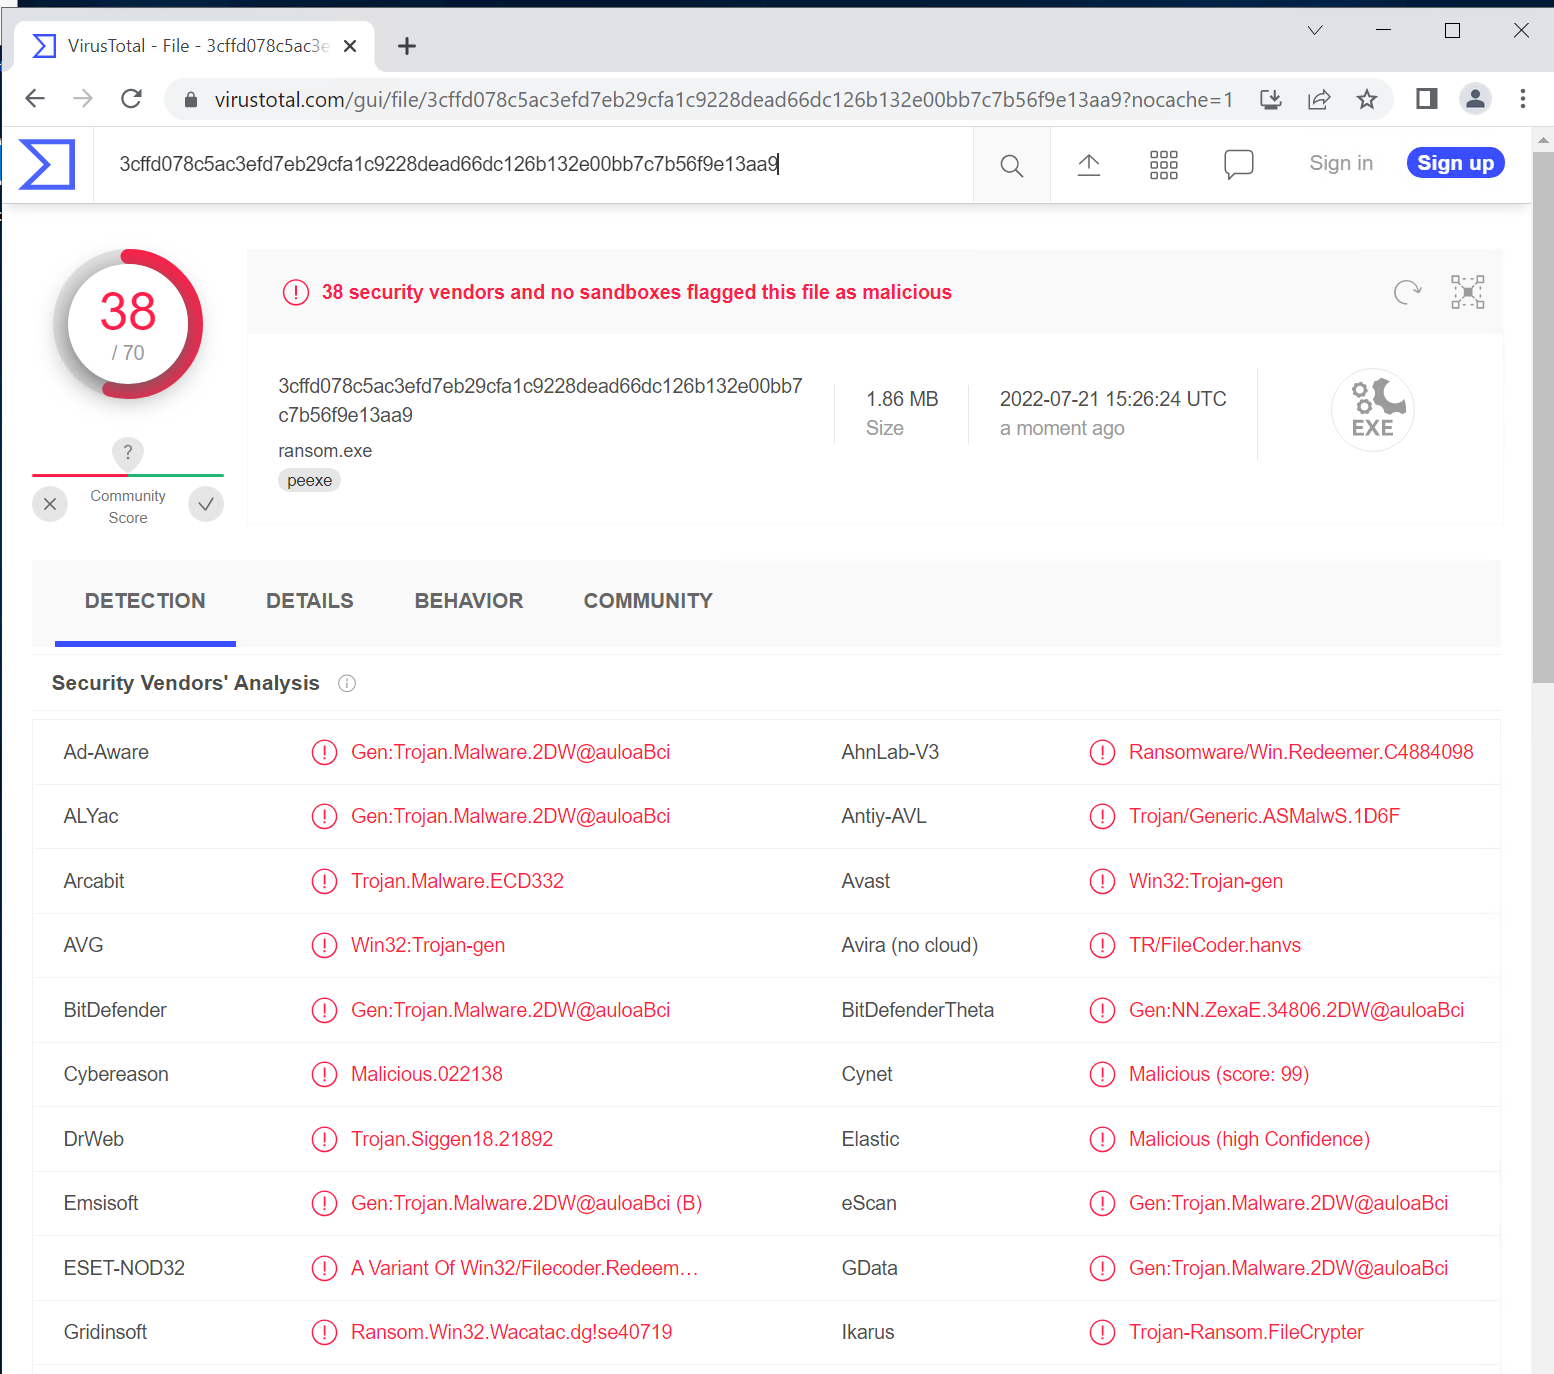 VirusTotal - File - 3cffd078c5ac3e
virustotal.com/gui/file/3cffd078c5ac3efd7eb29cfa1c9228dead66dc126b132e00bb7c7b56f9e13aa9?nocache=1
3cffd078c5ac3efd7eb29cfa1c9228dead66dc126b132e00bb7c7b56f9e13aa9
Sign in
Sign up
38
/ 70
?
Community
Score
38 security vendors and no sandboxes flagged this file as malicious
3cffd078c5ac3efd7eb29cfa1c9228dead66dc126b132e00bb7
c7b56f9e13aa9
ransom.exe
peexe
1.86 MB
Size
2022-07-21 15:26:24 UTC
a moment ago
EXE
DETECTION DETAILS BEHAVIOR COMMUNITY
Security Vendors' Analysis
Ad-Aware Gen:Trojan.Malware.2DW@auloaBci AhnLab-V3 Ransomware/Win.Redeemer.C4884098
ALYac Gen:Trojan.Malware.2DW@auloaBci Antiy-AVL Trojan/Generic.ASMalwS.1D6F
Arcabit Trojan.Malware.ECD332 Avast Win32:Trojan-gen
AVG Win32:Trojan-gen Avira (no cloud) TR/FileCoder.hanvs
BitDefender Gen:Trojan.Malware.2DW@auloaBci BitDefenderTheta Gen:NN.ZexaE.34806.2DW@auloaBci
Cybereason Malicious.022138 Cynet Malicious (score: 99)
DrWeb Trojan.Siggen18.21892 Elastic Malicious (high Confidence)
Emsisoft Gen:Trojan.Malware.2DW@auloaBci (B) eScan Gen:Trojan.Malware.2DW@auloaBci
ESET-NOD32 A Variant Of Win32/Filecoder.Redeem… GData Gen:Trojan.Malware.2DW@auloaBci
Gridinsoft Ransom.Win32.Wacatac.dg!se40719 Ikarus Trojan-Ransom.FileCrypter